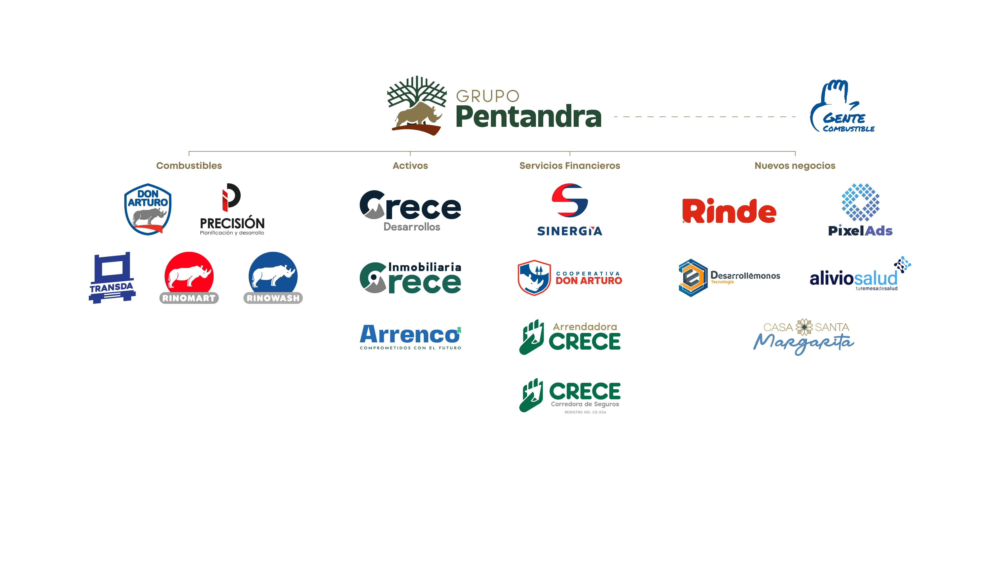 GRUPO
Pentandra
GENTE
COMBUSTIBLE
Combustibles
Activos
Servicios Financieros
Nuevos negocios
DON
ARTURO
PRECISIÓN
Planificación y desarrollo
TRANSDA
RINOMART
RINOWASH
Crece
Desarrollos
Inmobiliaria
Crece
Arrenco
COMPROMETIDOS CON EL FUTURO
SINERGIA
COOPERATIVA
DON ARTURO
Arrendadora
CRECE
CRECE
Corredora de Seguros
REGISTRO NO. CS-224
Rinde
®
PixelAds
Desarrollémonos
Tecnología
aliviosalud
turemesadesalud
CASA SANTA
Margarita